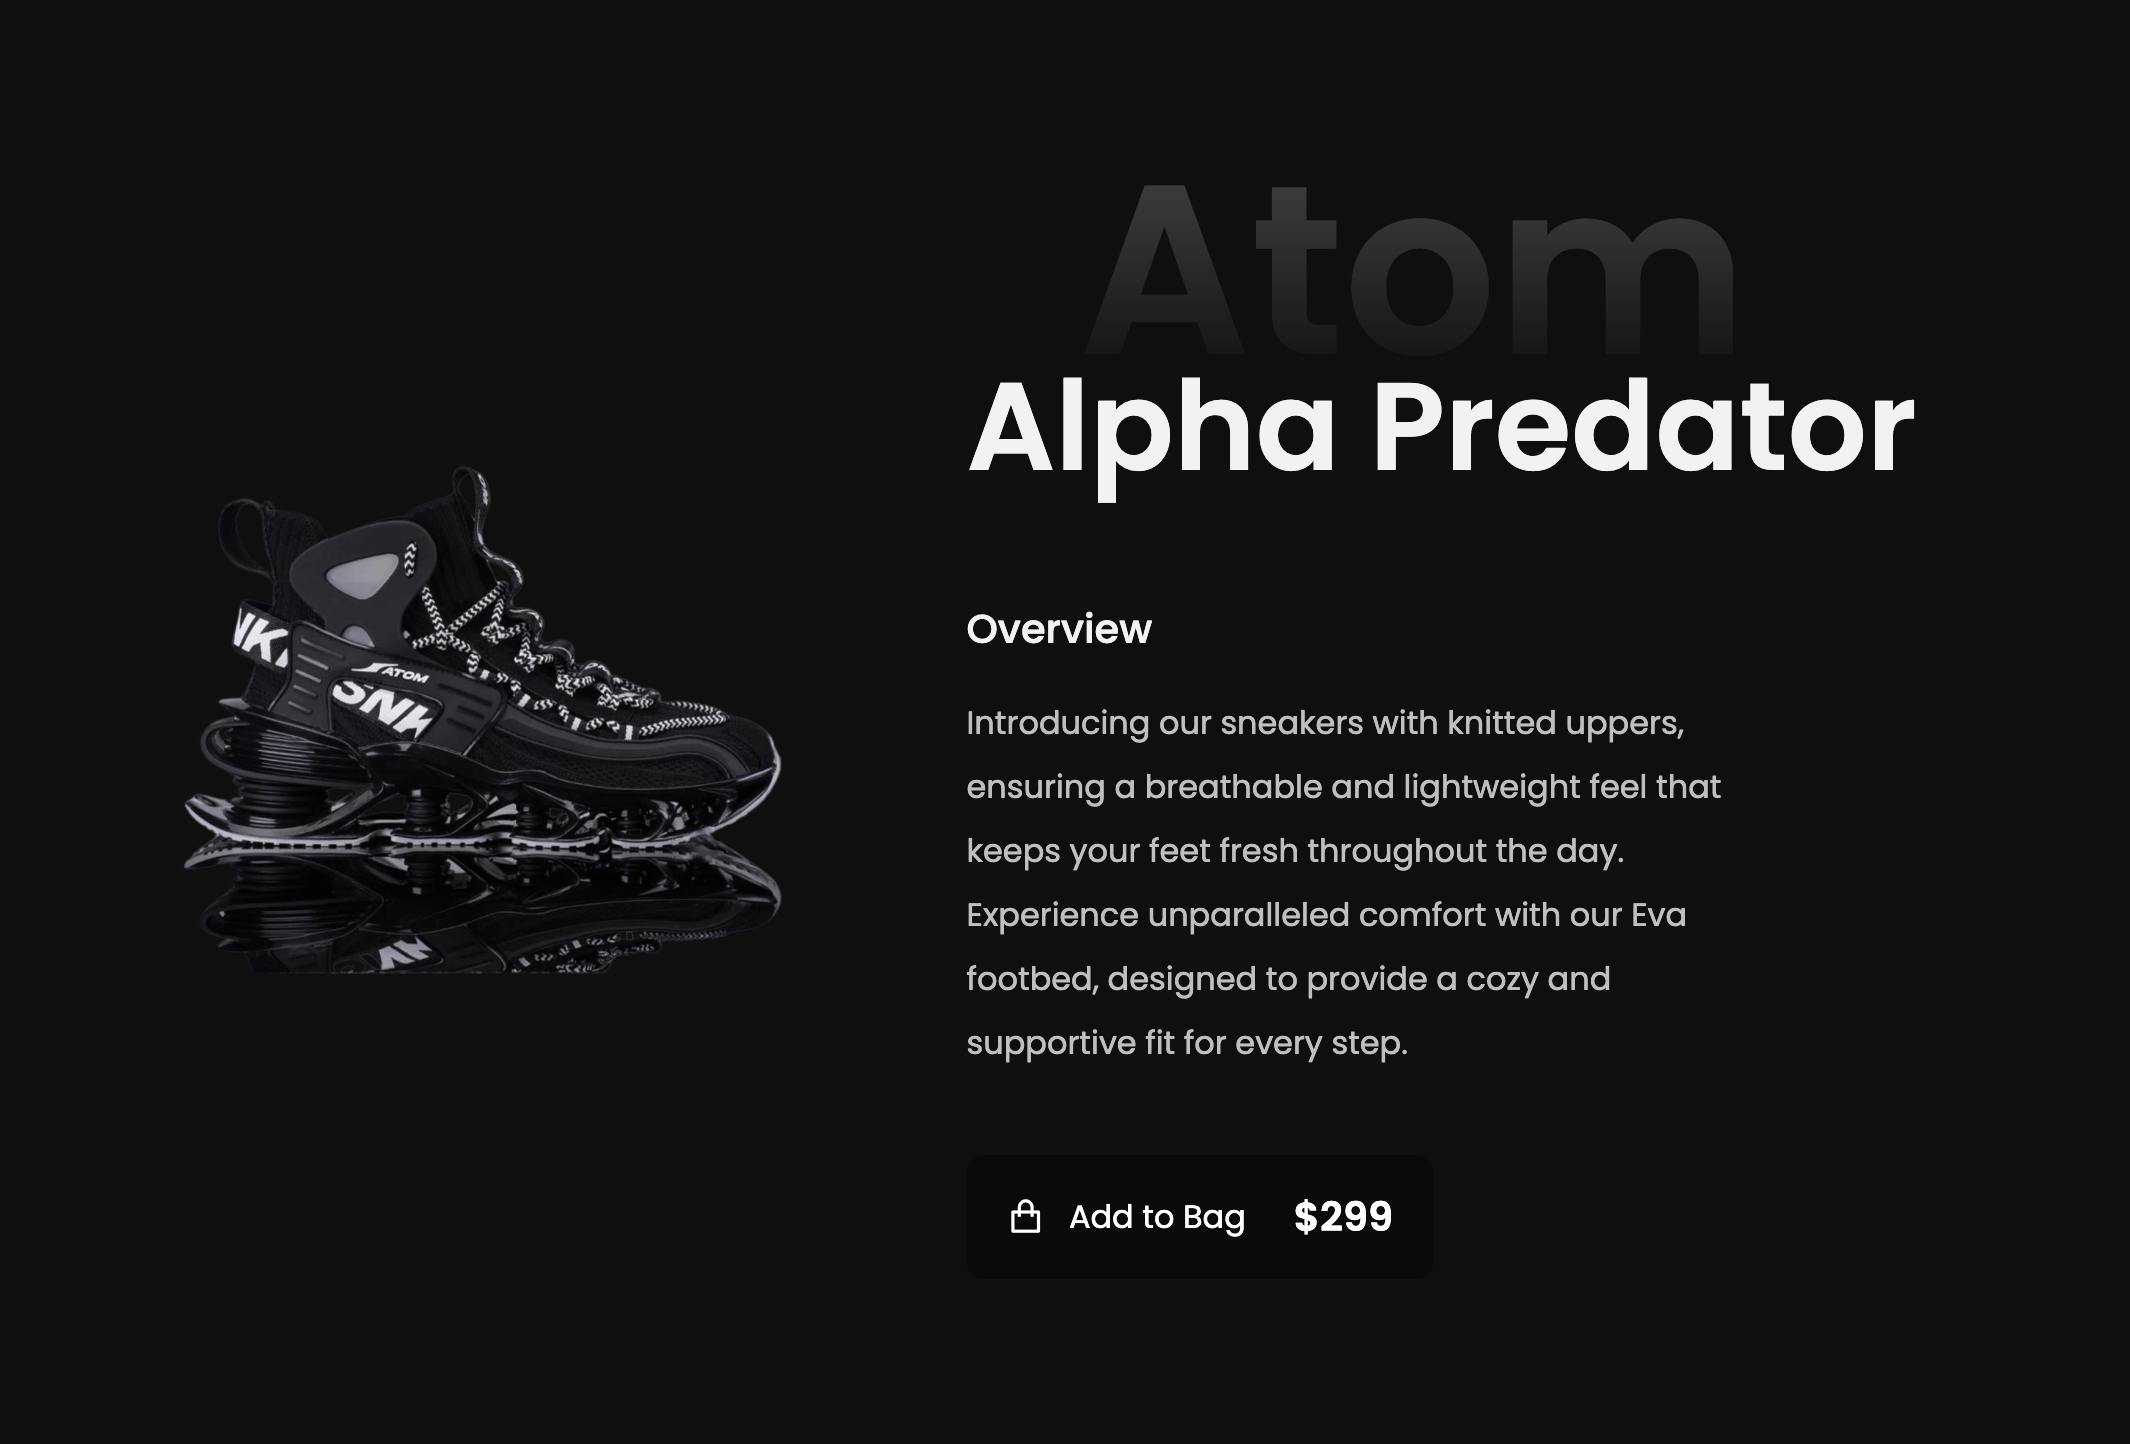 Atom
Alpha Predator
ATOM
SNK
Overview
Introducing our sneakers with knitted uppers,
ensuring a breathable and lightweight feel that
keeps your feet fresh throughout the day.
Experience unparalleled comfort with our Eva
footbed, designed to provide a cozy and
supportive fit for every step.
Add to Bag $299